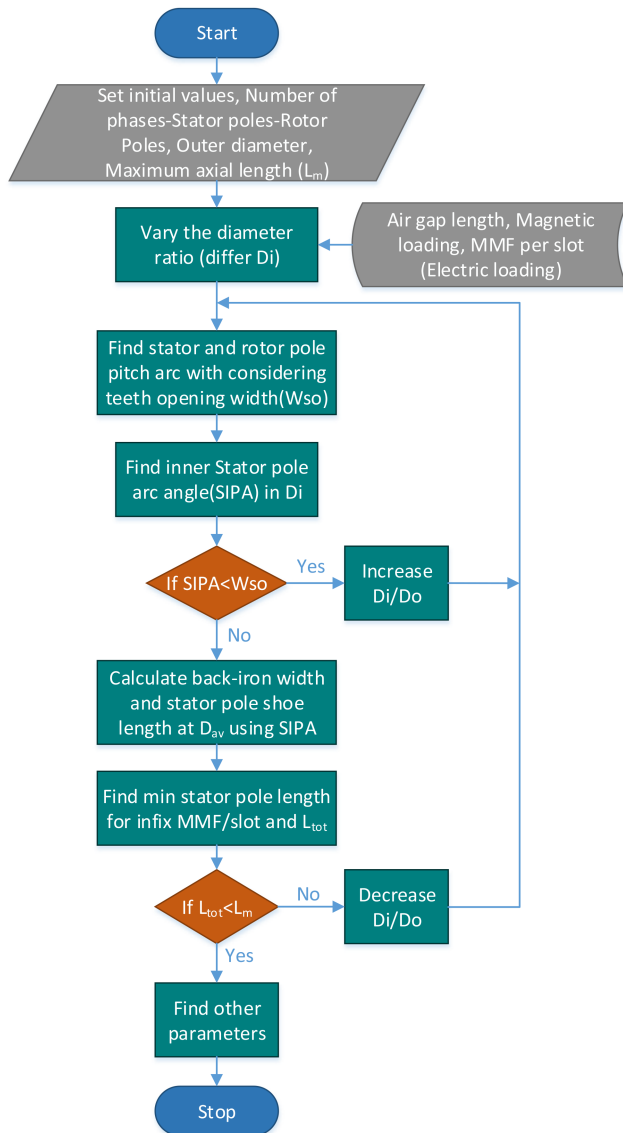 Start
Set initial values, Number of
phases-Stator poles-Rotor
Poles, Outer diameter,
Maximum axial length (Lm)
Vary the diameter
ratio (differ Di)
Air gap length, Magnetic
loading, MMF per slot
(Electric loading)
Find stator and rotor pole
pitch arc with considering
teeth opening width(Wso)
Find inner Stator pole
arc angle(SIPA) in Di
If SIPA<Wso
Yes
Increase
Di/Do
No
Calculate back-iron width
and stator pole shoe
length at Dav using SIPA
Find min stator pole length
for infix MMF/slot and Ltot
If Ltot<Lm
No
Decrease
Di/Do
Yes
Find other
parameters
Stop